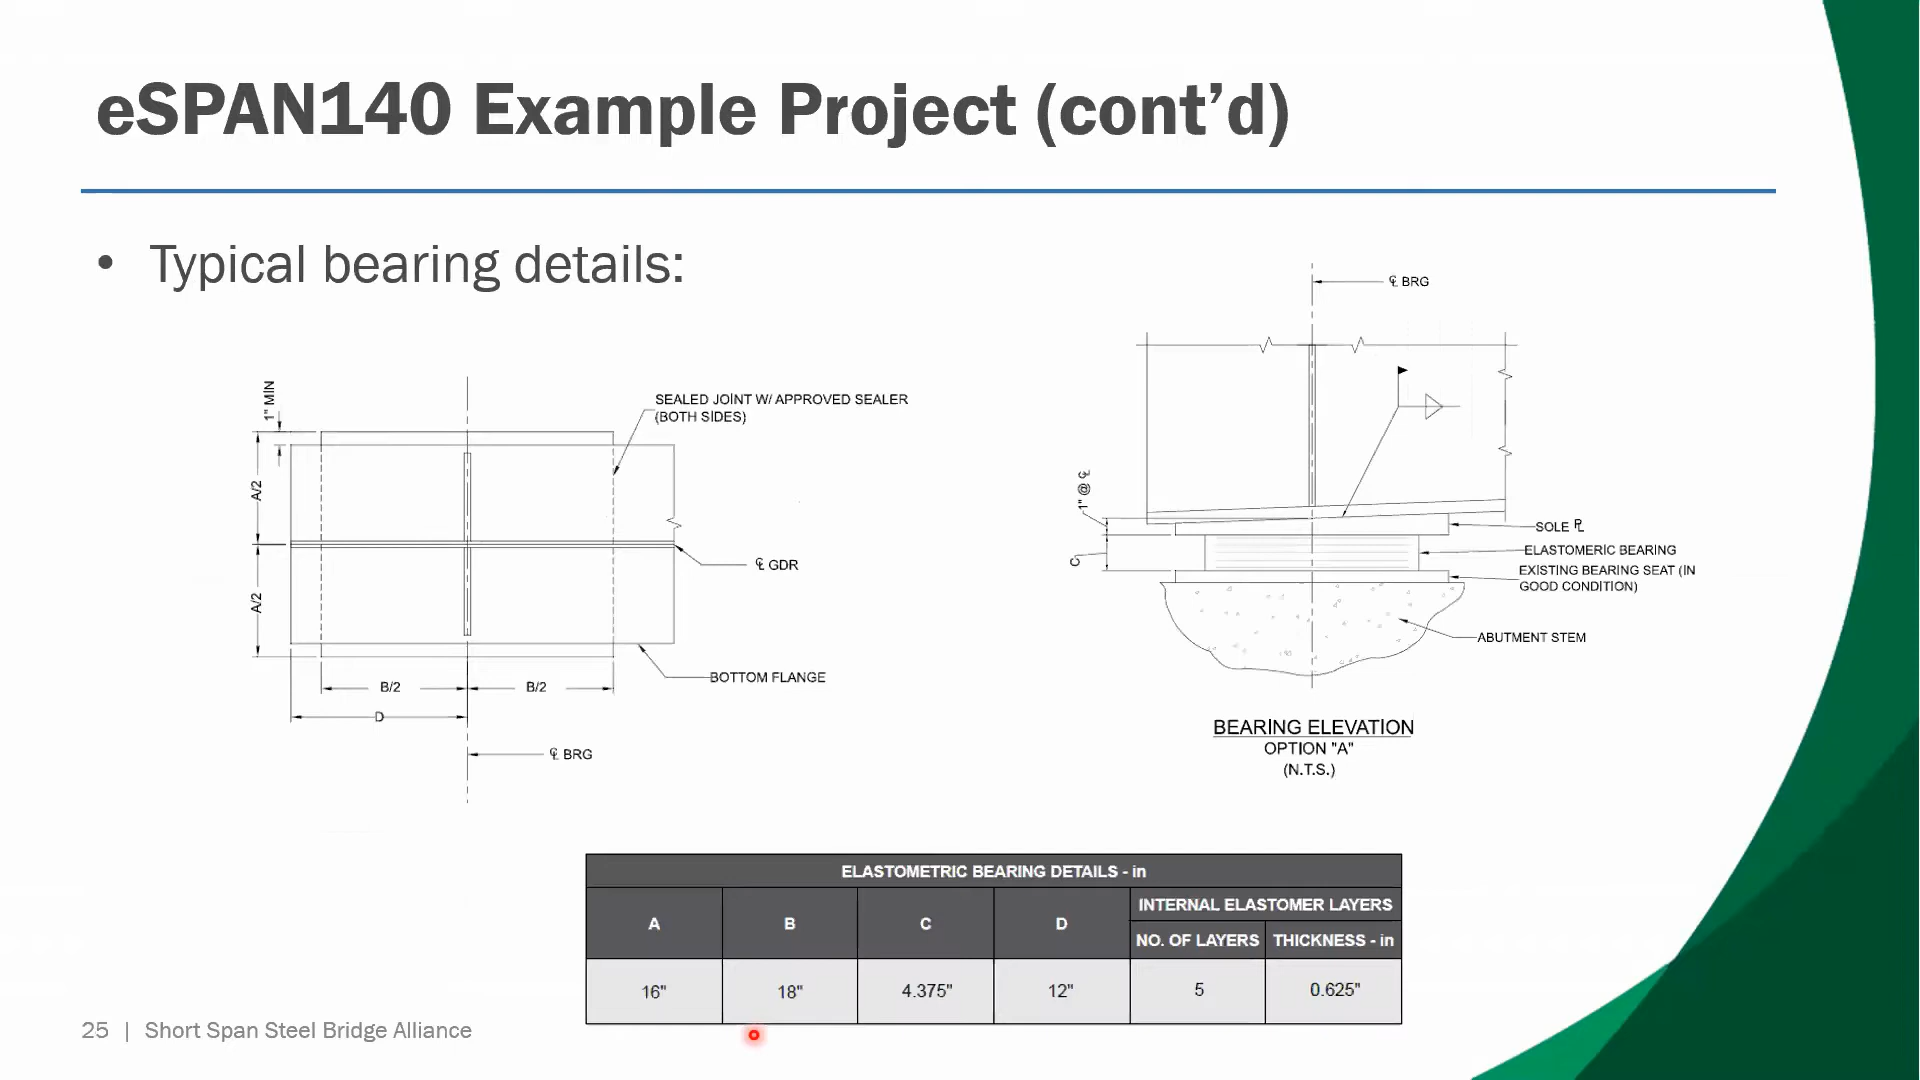 eSPAN140 Example Project (cont’d)
• Typical bearing details:
1" MIN
A/2
A/2
SEALED JOINT W/ APPROVED SEALER
(BOTH SIDES)
℄ GDR
BOTTOM FLANGE
B/2
B/2
D
℄ BRG
℄ BRG
1" @ ℄
C
SOLE ⅊
ELASTOMERIC BEARING
EXISTING BEARING SEAT (IN
GOOD CONDITION)
ABUTMENT STEM
BEARING ELEVATION
OPTION "A"
(N.T.S.)
ELASTOMETRIC BEARING DETAILS - in
A B C D INTERNAL ELASTOMER LAYERS
NO. OF LAYERS THICKNESS - in
16" 18" 4.375" 12" 5 0.625"
25 | Short Span Steel Bridge Alliance